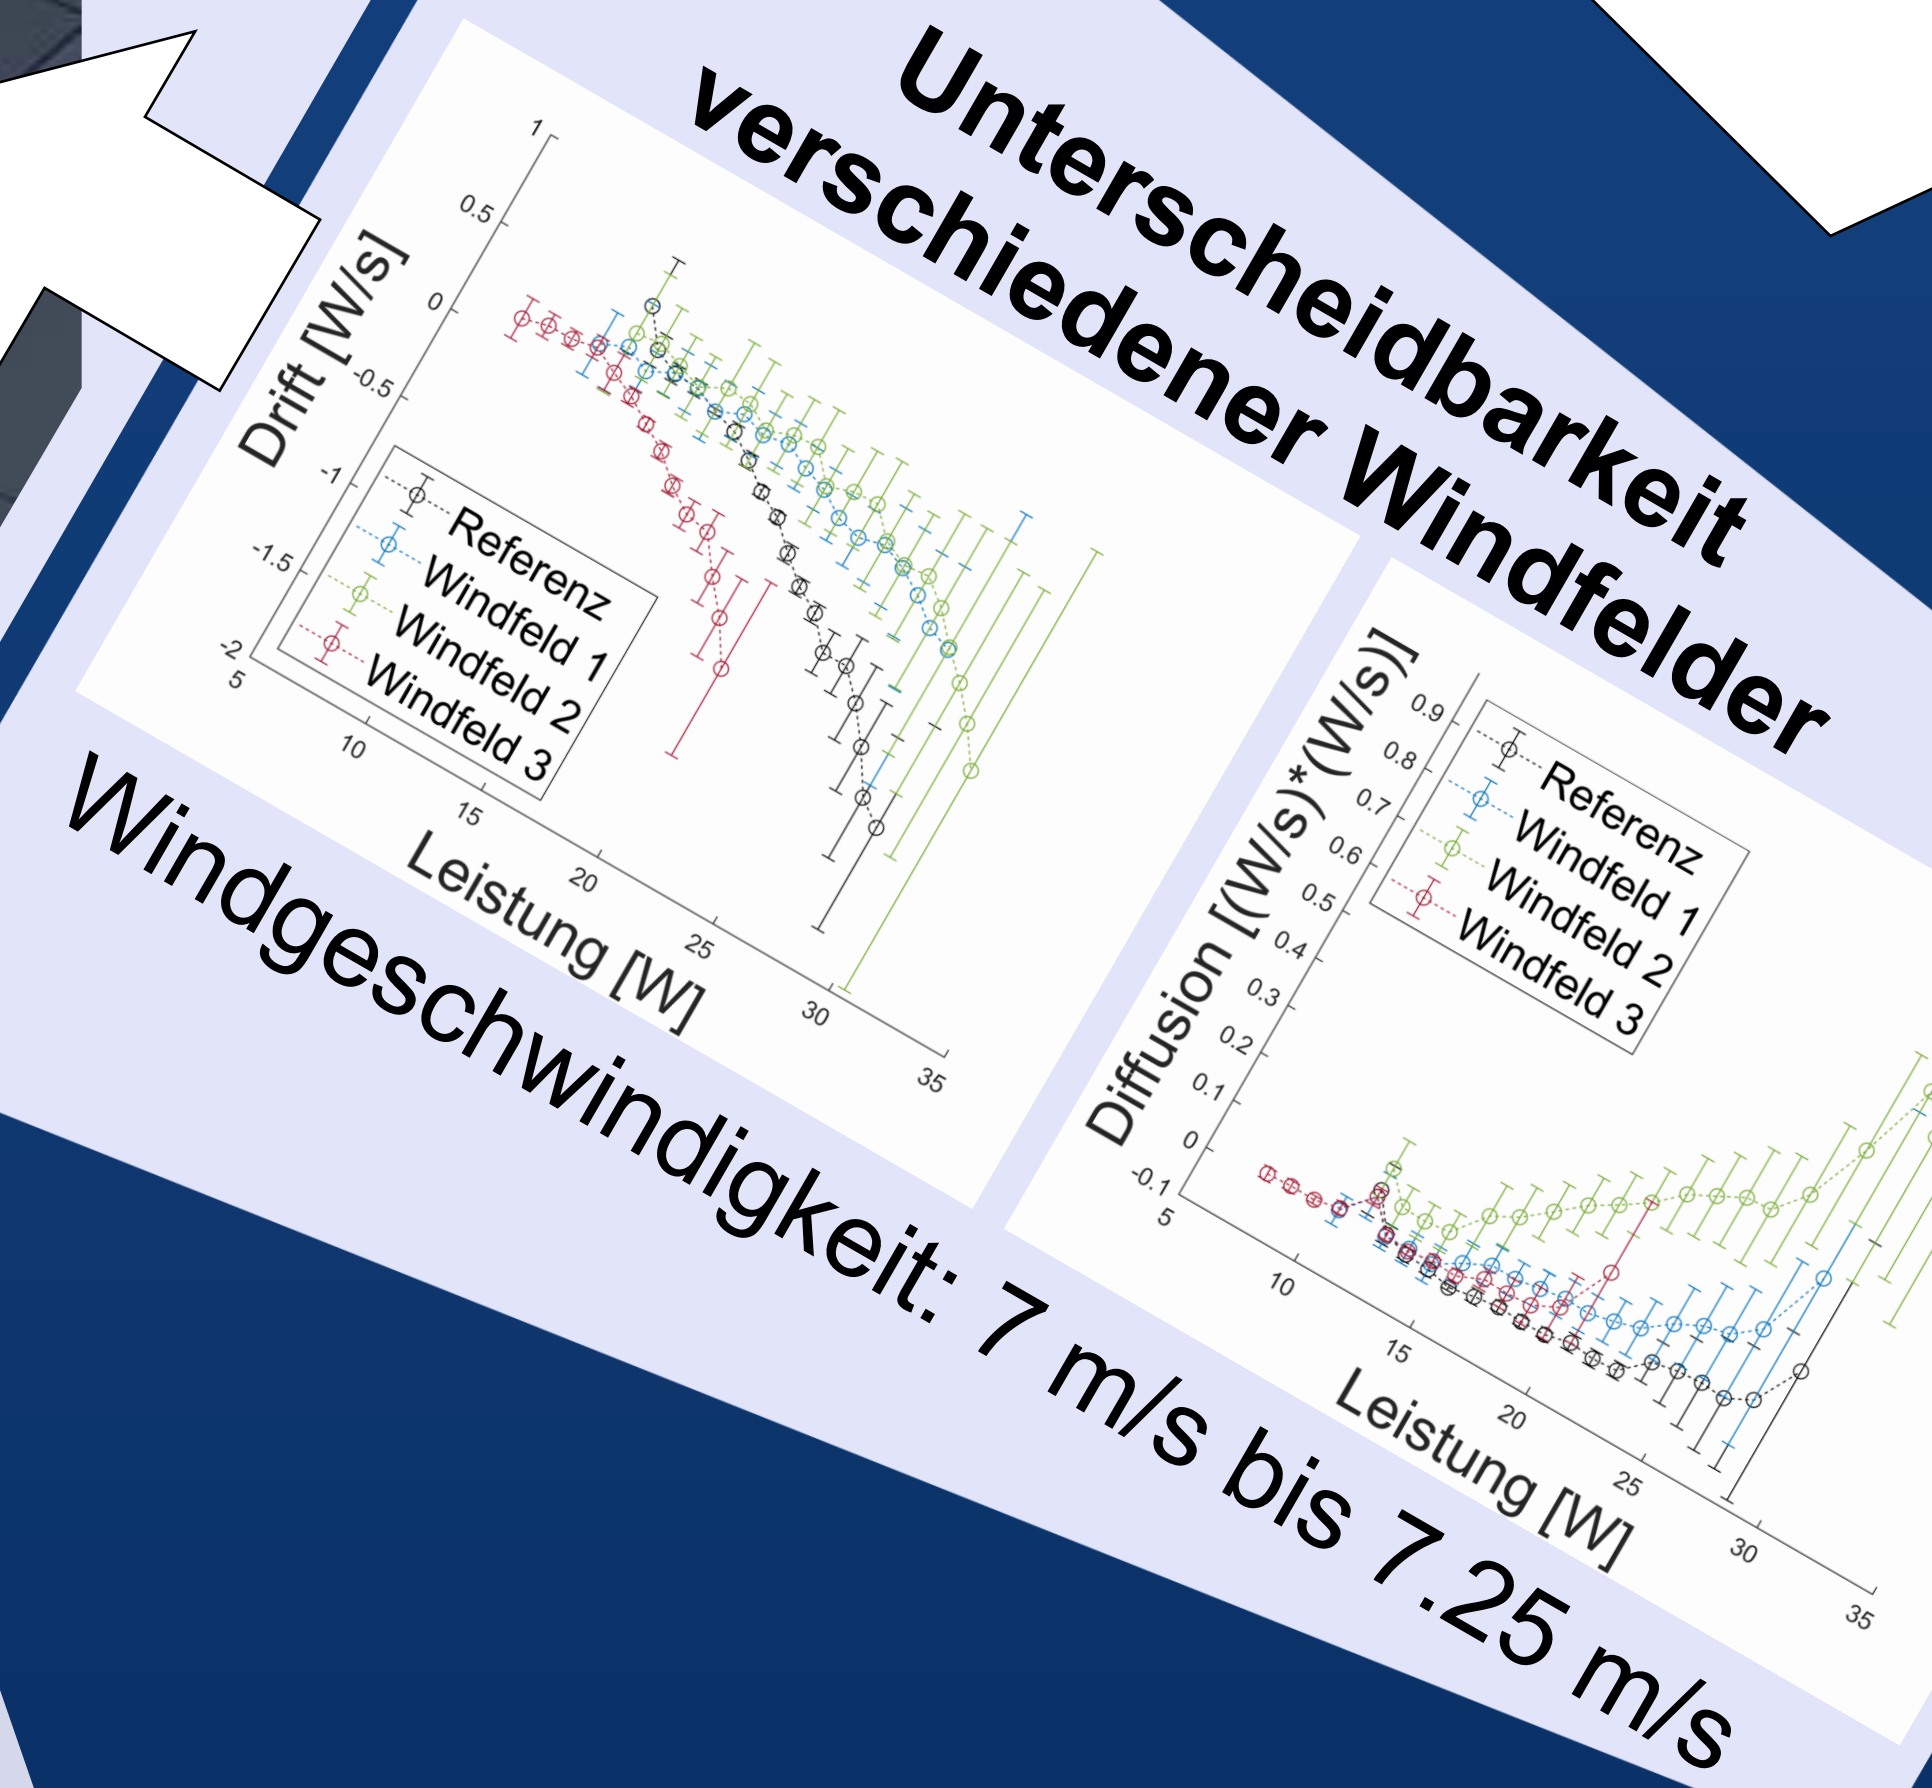 Unterscheidbarkeit
verschiedener Windfelder
Drift [W/s]
1
0.5
0
-0.5
-1
-1.5
-2
5
10
15
20
25
30
35
Leistung [W]
Referenz
Windfeld 1
Windfeld 2
Windfeld 3
Diffusion [(W/s)*(W/s)]
0.9
0.8
0.7
0.6
0.5
0.4
0.3
0.2
0.1
0
-0.1
5
10
15
20
25
30
35
Leistung [W]
Referenz
Windfeld 1
Windfeld 2
Windfeld 3
Windgeschwindigkeit: 7 m/s bis 7.25 m/s